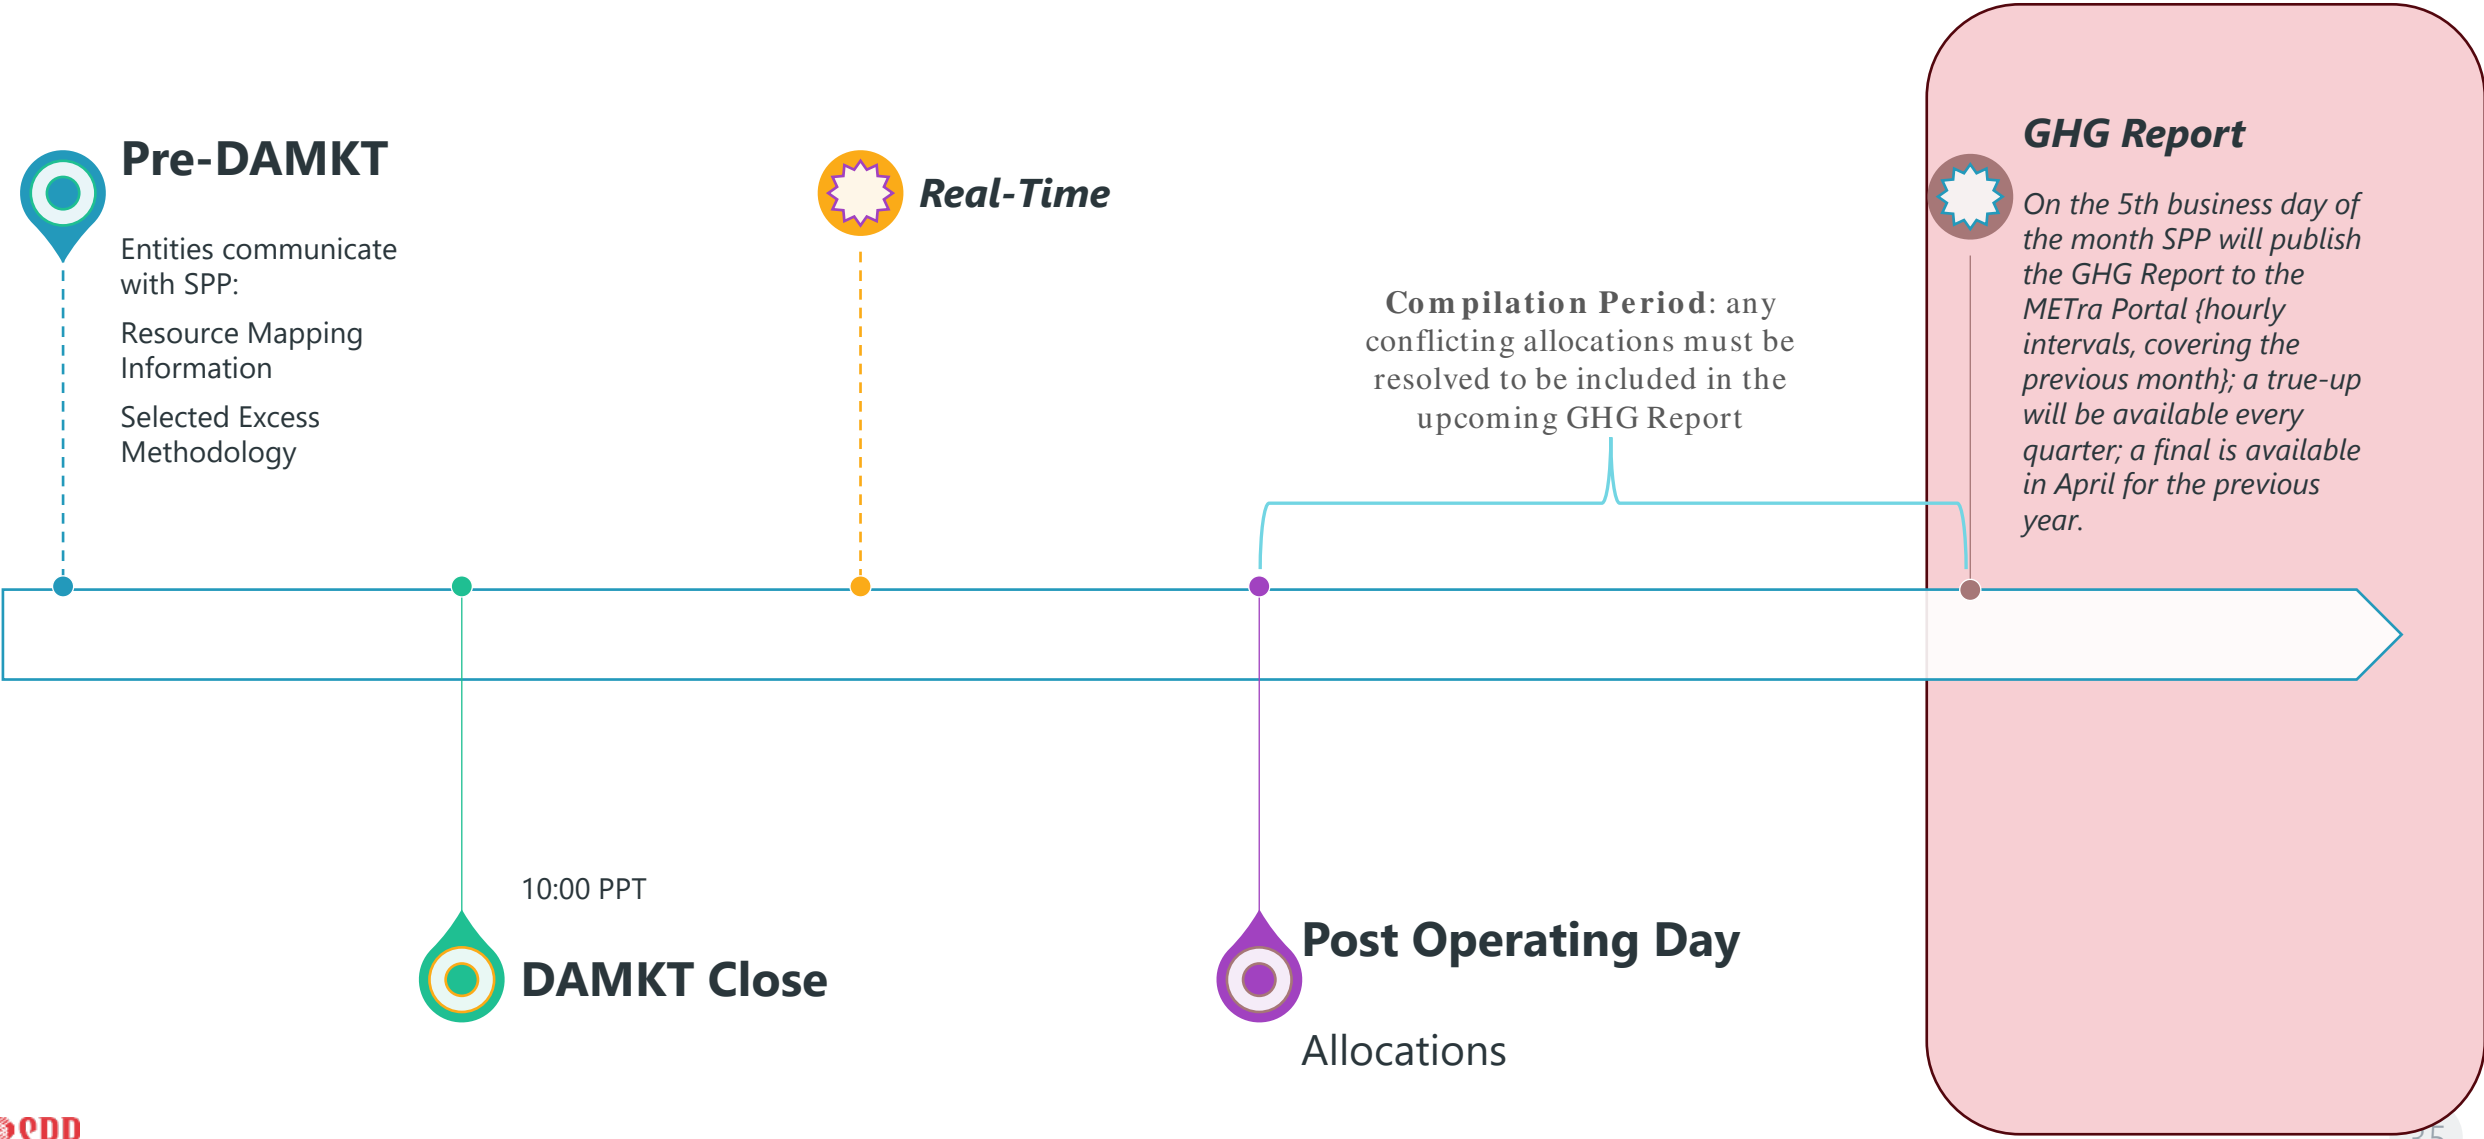 Pre-DAMKT
Entities communicate
with SPP:
Resource Mapping
Information
Selected Excess
Methodology
Real-Time
Compilation Period: any
conflicting allocations must be
resolved to be included in the
upcoming GHG Report
GHG Report
On the 5th business day of
the month SPP will publish
the GHG Report to the
METra Portal {hourly
intervals, covering the
previous month}; a true-up
will be available every
quarter; a final is available
in April for the previous
year.
10:00 PPT
DAMKT Close
Post Operating Day
Allocations